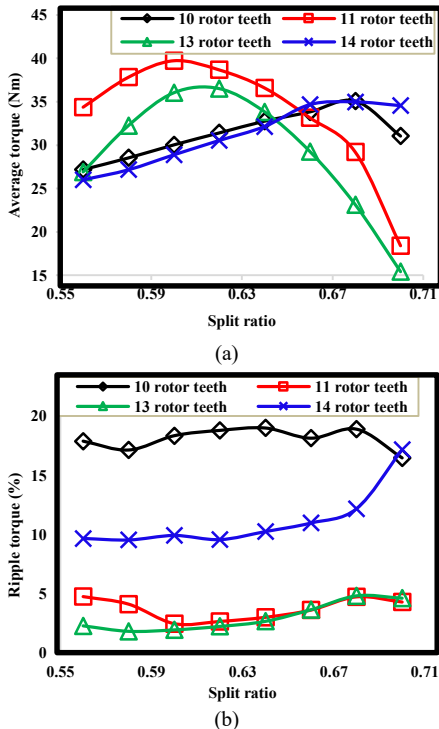 10 rotor teeth 11 rotor teeth
13 rotor teeth 14 rotor teeth
Average torque (Nm)
45
40
35
30
25
20
15
0.55 0.59 0.63 0.67 0.71
Split ratio
(a)
10 rotor teeth 11 rotor teeth
13 rotor teeth 14 rotor teeth
Ripple torque (%)
20
15
10
5
0
0.55 0.59 0.63 0.67 0.71
Split ratio
(b)